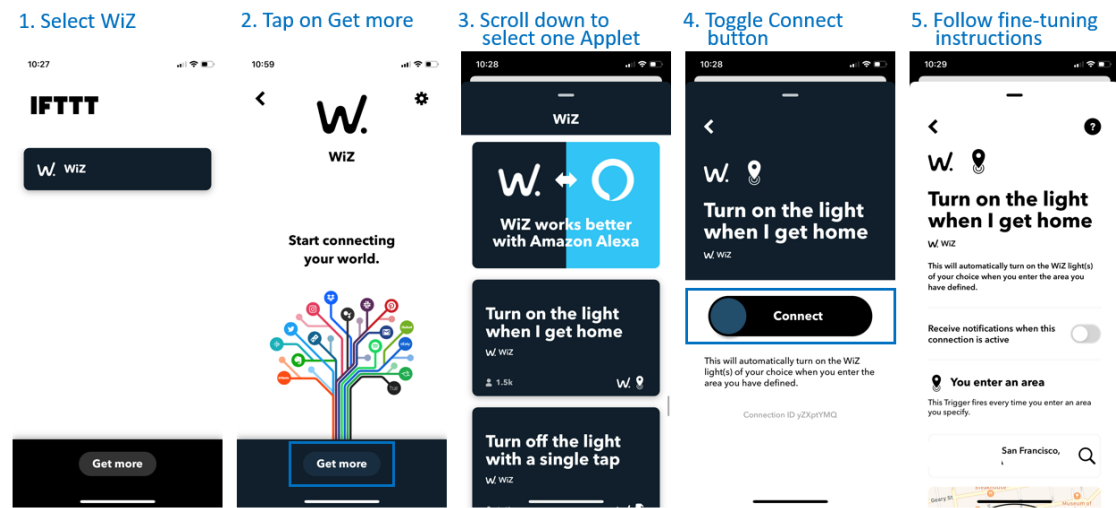 1. Select WiZ
10:27
IFTTT
W. WiZ
Get more
2. Tap on Get more
10:59
W.
WiZ
Start connecting
your world.
Get more
3. Scroll down to
select one Applet
10:28
WiZ
W.
WiZ works better
with Amazon Alexa
Turn on the light
when I get home
W. WiZ
1.5k
W.
Turn off the light
with a single tap
W. WiZ
4. Toggle Connect
button
10:28
W.
Turn on the light
when I get home
W. WiZ
Connect
This will automatically turn on the WiZ
light(s) of your choice when you enter the
area you have defined.
Connection ID yZXptYMQ
5. Follow fine-tuning
instructions
10:29
?
W.
Turn on the light
when I get home
W. WiZ
This will automatically turn on the WiZ light(s)
of your choice when you enter the area you
have defined.
Receive notifications when this
connection is active
You enter an area
This Trigger fires every time you enter an area
you specify.
San Francisco,
Geary St
Museum of